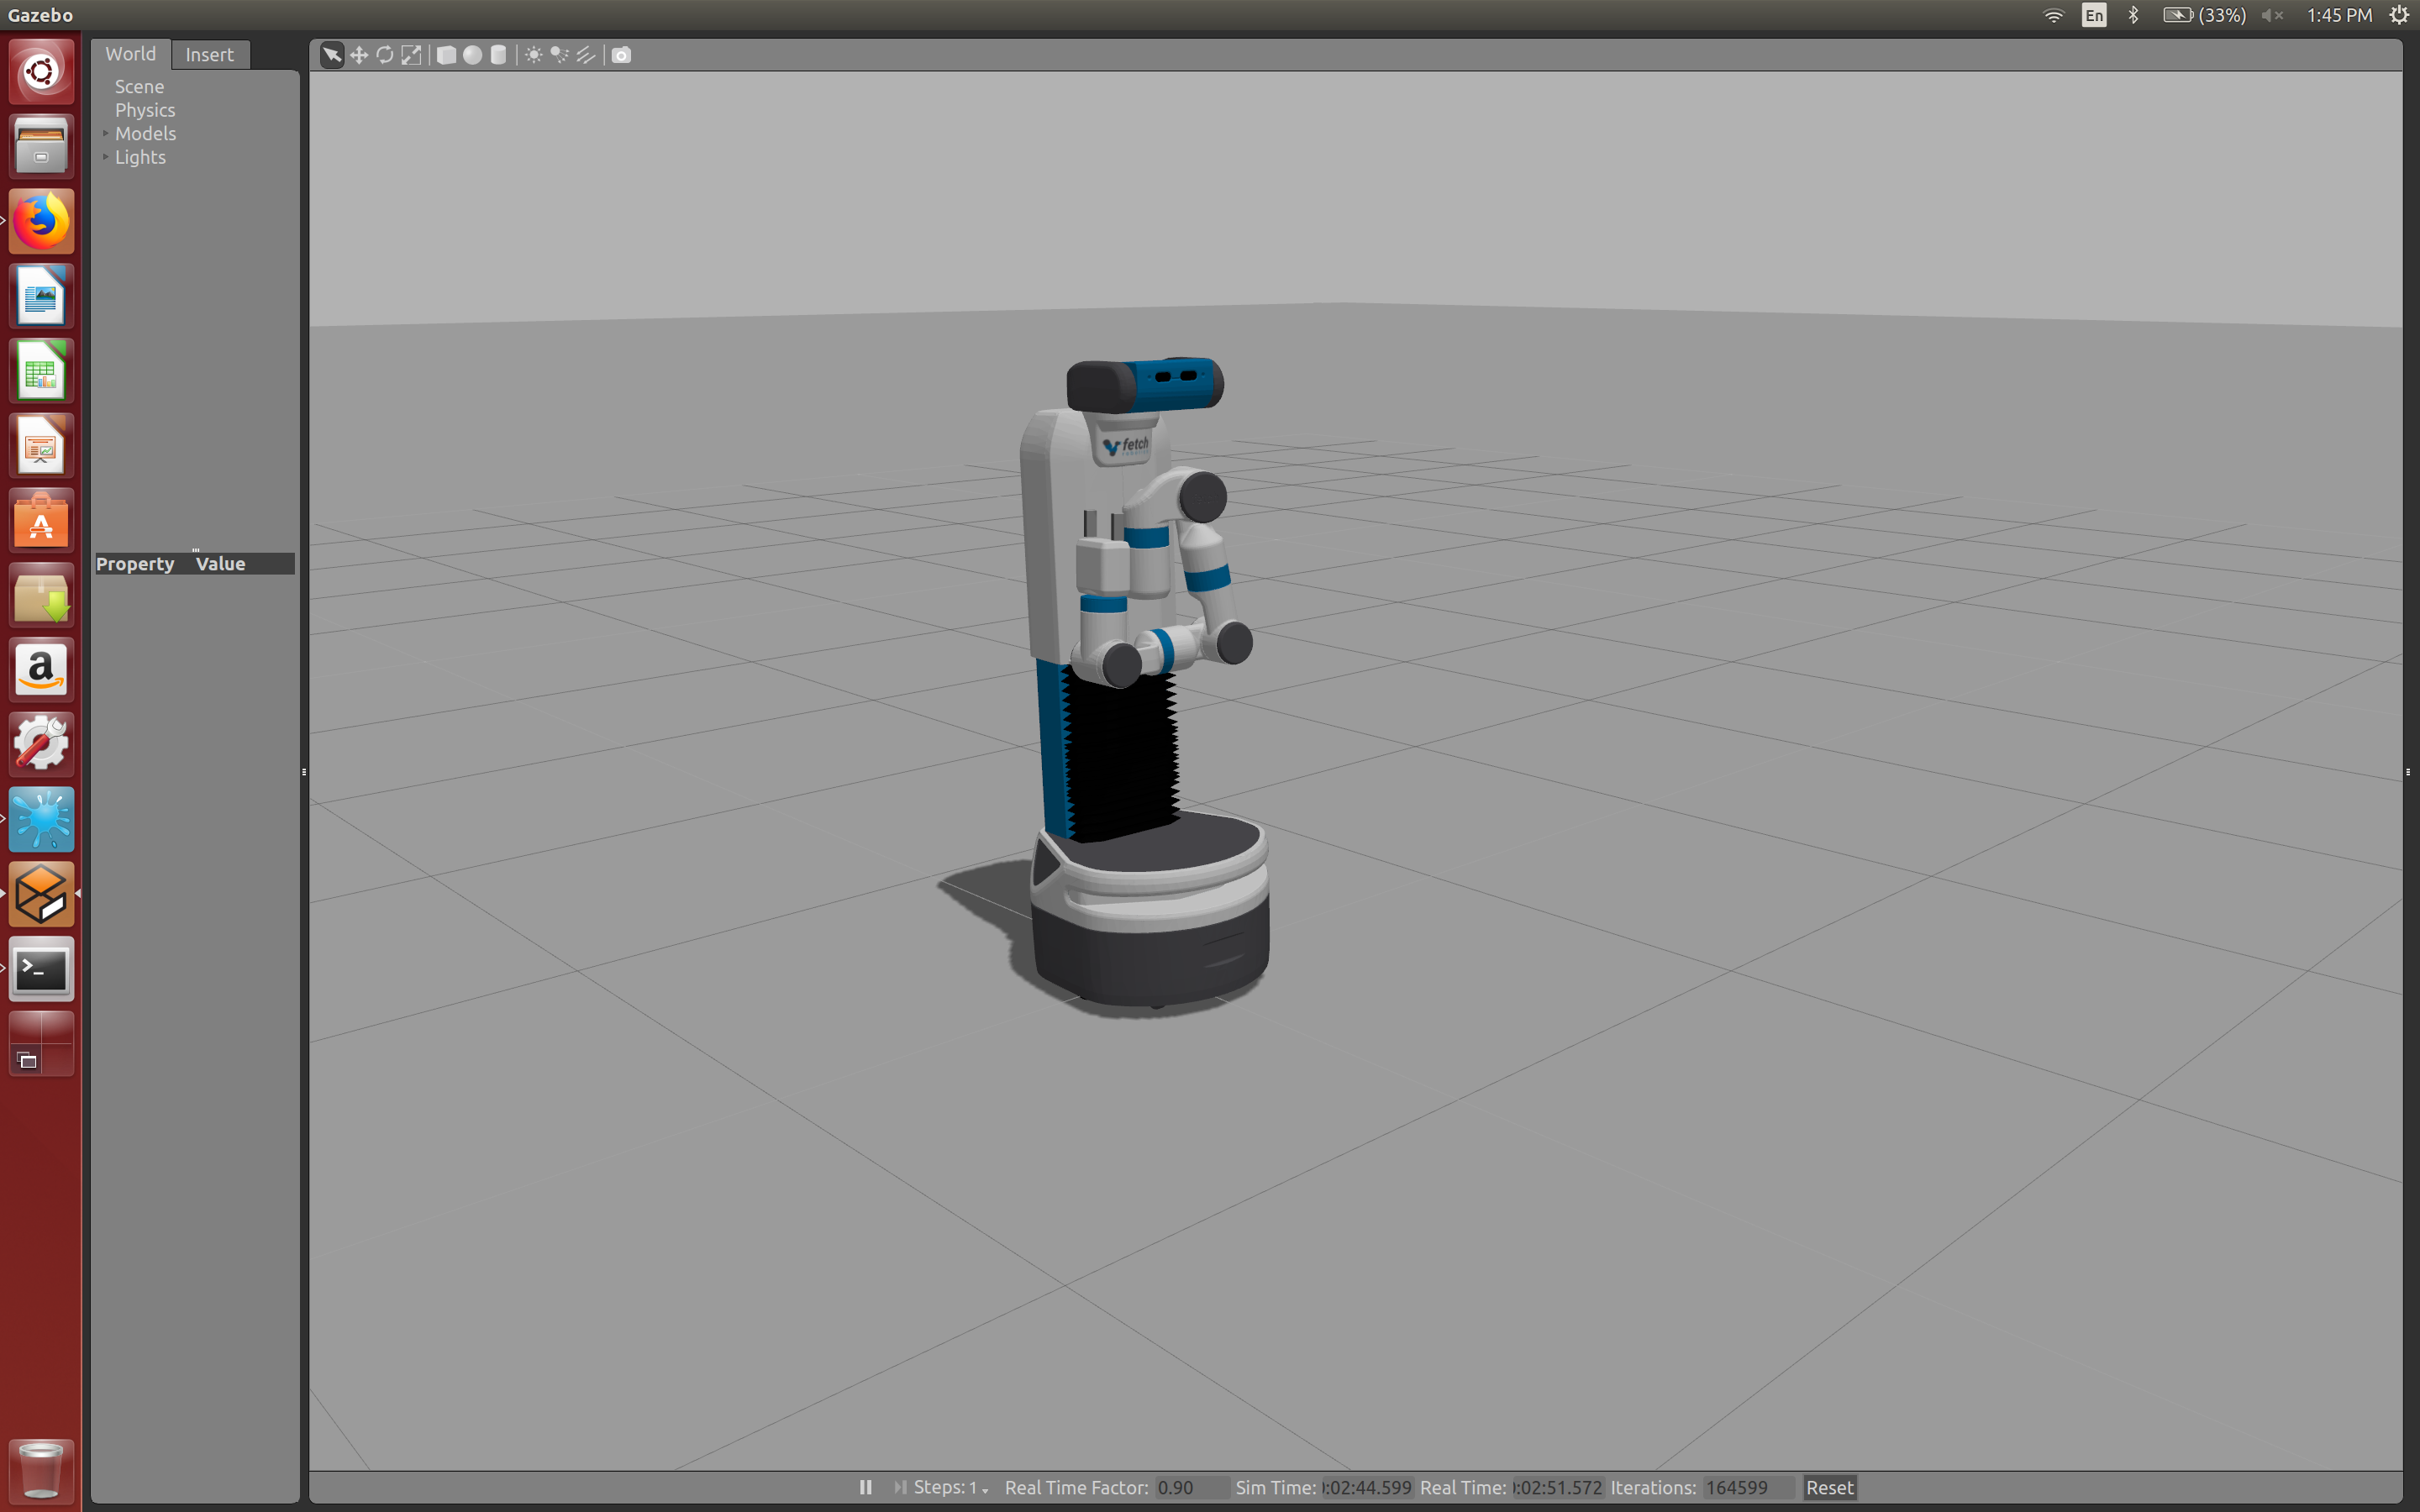 Gazebo
En
(33%)
1:45 PM
World
Insert
Scene
Physics
Models
Lights
Property Value
fetch
Steps: 1
Real Time Factor: 0.90
Sim Time: :02:44.599
Real Time: :02:51.572
Iterations: 164599
Reset